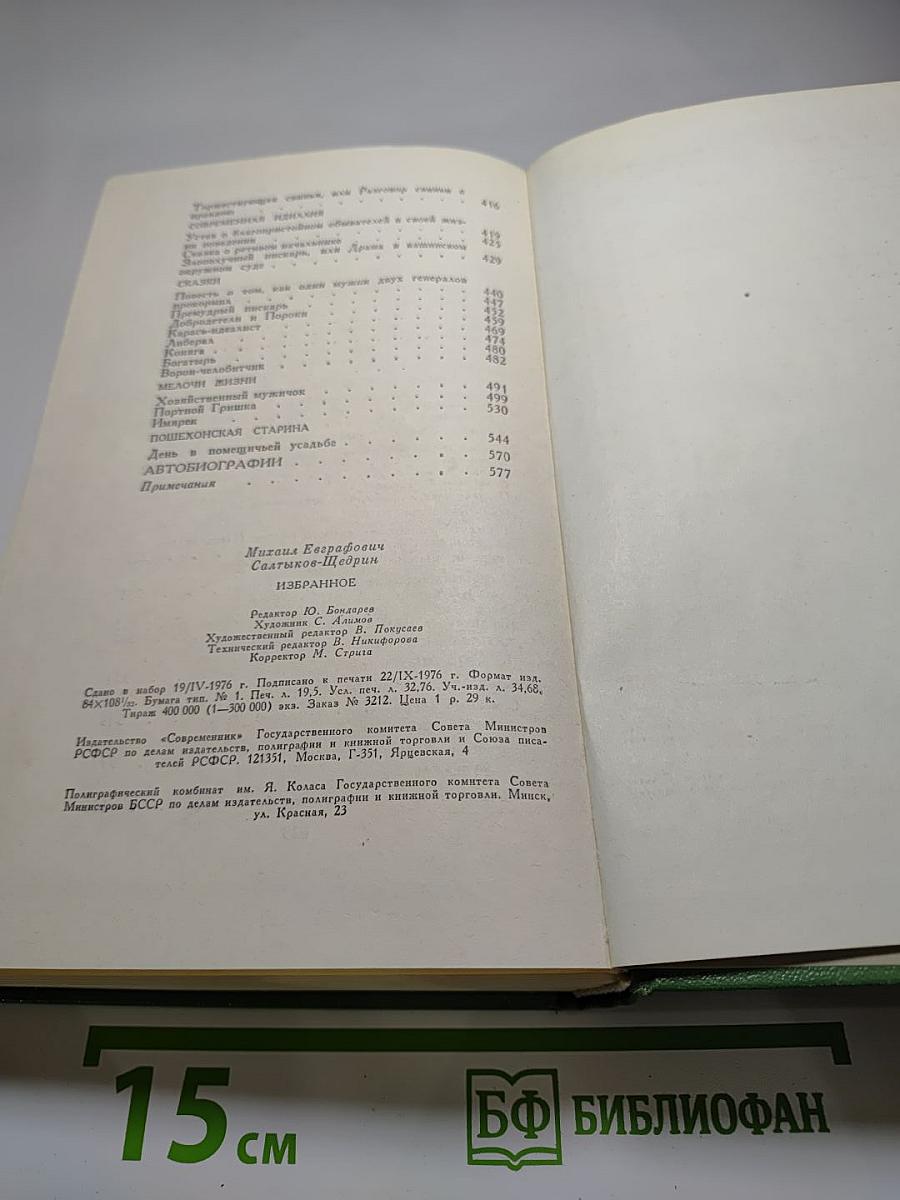 Торжествующая свинья, или Разговор свиньи с
правдою . . . . . . . . . . 416
СОВРЕМЕННАЯ ИДИЛЛИЯ
Устав о благопристойном обывателей в своей жиз-
ни поведении . . . . . . . . . 419
Сказка о ретивом начальнике . . . . . 425
Злополучный пискарь, или Драма в кашинском
окружном суде . . . . . . . . . 429
СКАЗКИ
Повесть о том, как один мужик двух генералов
прокормил . . . . . . . . . . 440
Премудрый пискарь . . . . . . . . 447
Добродетели и Пороки . . . . . . . 452
Карась-идеалист . . . . . . . . . 459
Либерал . . . . . . . . . . . 469
Коняга . . . . . . . . . . . 474
Богатырь . . . . . . . . . . . 480
Ворон-челобитчик . . . . . . . . . 482
МЕЛОЧИ ЖИЗНИ
Хозяйственный мужичок . . . . . . . 491
Портной Гришка . . . . . . . . . 499
Имярек . . . . . . . . . . . 530
ПОШЕХОНСКАЯ СТАРИНА
День в помещичьей усадьбе . . . . . . 544
АВТОБИОГРАФИИ . . . . . . . . 570
Примечания . . . . . . . . . . 577
Михаил Евграфович
Салтыков-Щедрин
ИЗБРАННОЕ
Редактор Ю. Бондарев
Художник С. Алимов
Художественный редактор В. Покусаев
Технический редактор В. Никифорова
Корректор М. Стрига
Сдано в набор 19/IV-1976 г. Подписано к печати 22/IX-1976 г. Формат изд.
84×108¹/₃₂. Бумага тип. № 1. Печ. л. 19,5. Усл. печ. л. 32,76. Уч.-изд. л. 34,68.
Тираж 400 000 (1—300 000) экз. Заказ № 3212. Цена 1 р. 29 к.
Издательство «Современник» Государственного комитета Совета Министров
РСФСР по делам издательств, полиграфии и книжной торговли и Союза писа-
телей РСФСР. 121351, Москва, Г-351, Ярцевская, 4
Полиграфический комбинат им. Я. Коласа Государственного комитета Совета
Министров БССР по делам издательств, полиграфии и книжной торговли. Минск,
ул. Красная, 23
15 см
БФ БИБЛИОФАН